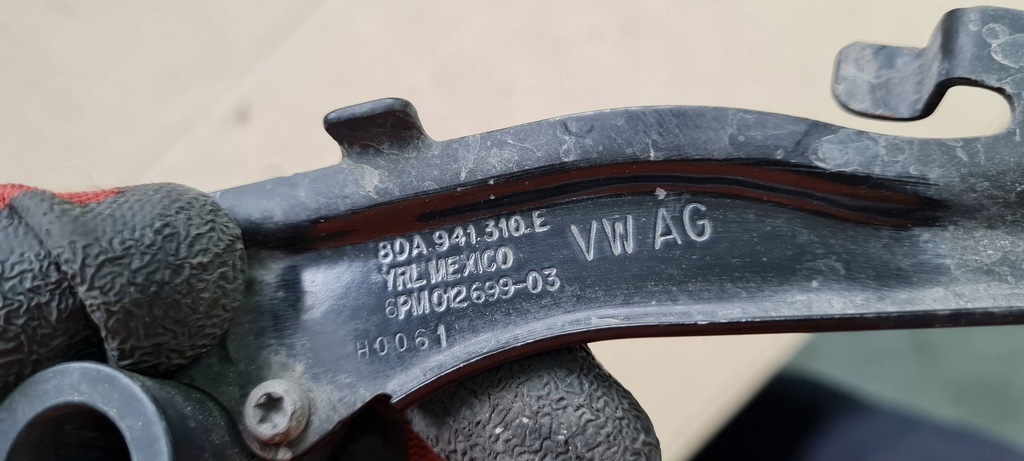 80A.941.310.E
YRL MEXICO
6PM012699-03
VW AG
H0061